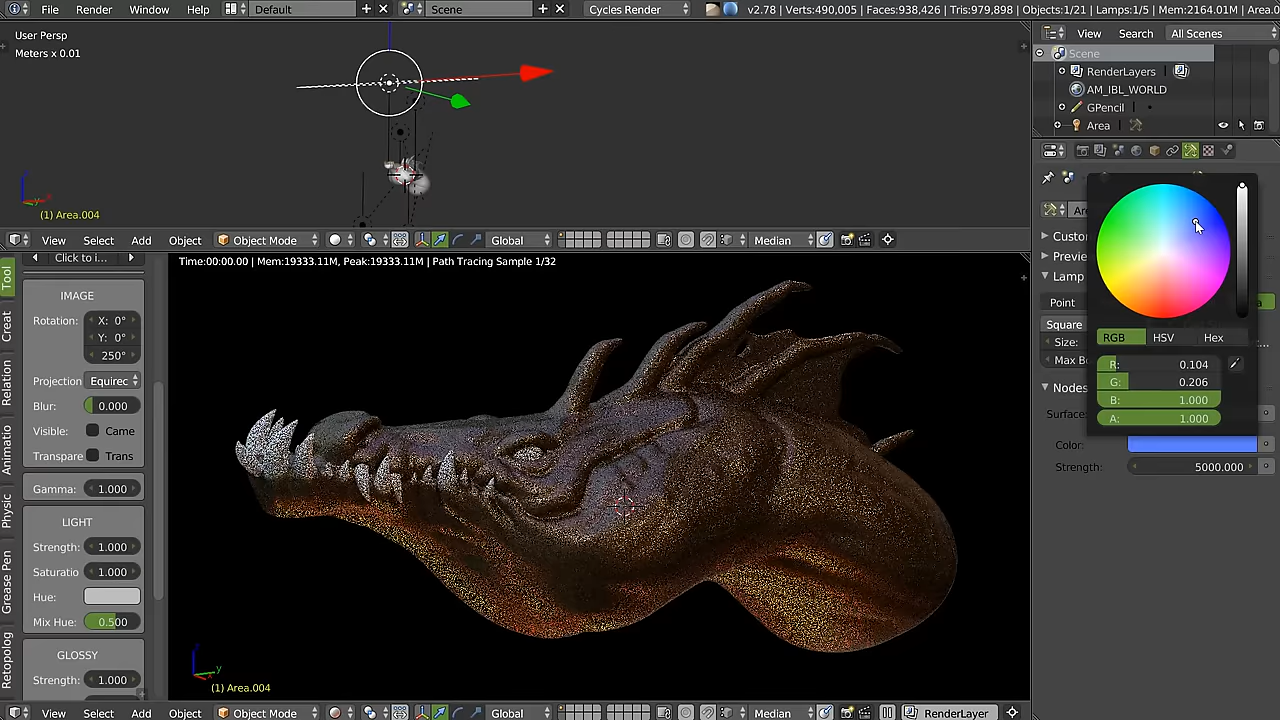 File Render Window Help Default Scene Cycles Render v2.78 | Verts:490,005 | Faces:938,426 | Tris:979,898 | Objects:1/21 | Lamps:1/5 | Mem:2164.01M | Area.0
User Persp
Meters x 0.01
(1) Area.004
View Select Add Object Object Mode Global Median
View Search All Scenes
Scene
RenderLayers
AM_IBL_WORLD
GPencil
Area
Custo
Previe
Lamp
Point
Square
Size:
Max Bo
Nodes
Surface:
RGB HSV Hex
R: 0.104
G: 0.206
B: 1.000
A: 1.000
Color:
Strength: 5000.000
Tool
Creat
Relation
Animatio
Physic
Grease Pen
Retopolog
Click to i...
IMAGE
Rotation: X: 0°
Y: 0°
250°
Projection Equirec
Blur: 0.000
Visible: Came
Transpare Trans
Gamma: 1.000
LIGHT
Strength: 1.000
Saturatio 1.000
Hue:
Mix Hue: 0.500
GLOSSY
Strength: 1.000
Time:00:00.00 | Mem:19333.11M, Peak:19333.11M | Path Tracing Sample 1/32
(1) Area.004
View Select Add Object Object Mode Global Median RenderLayer